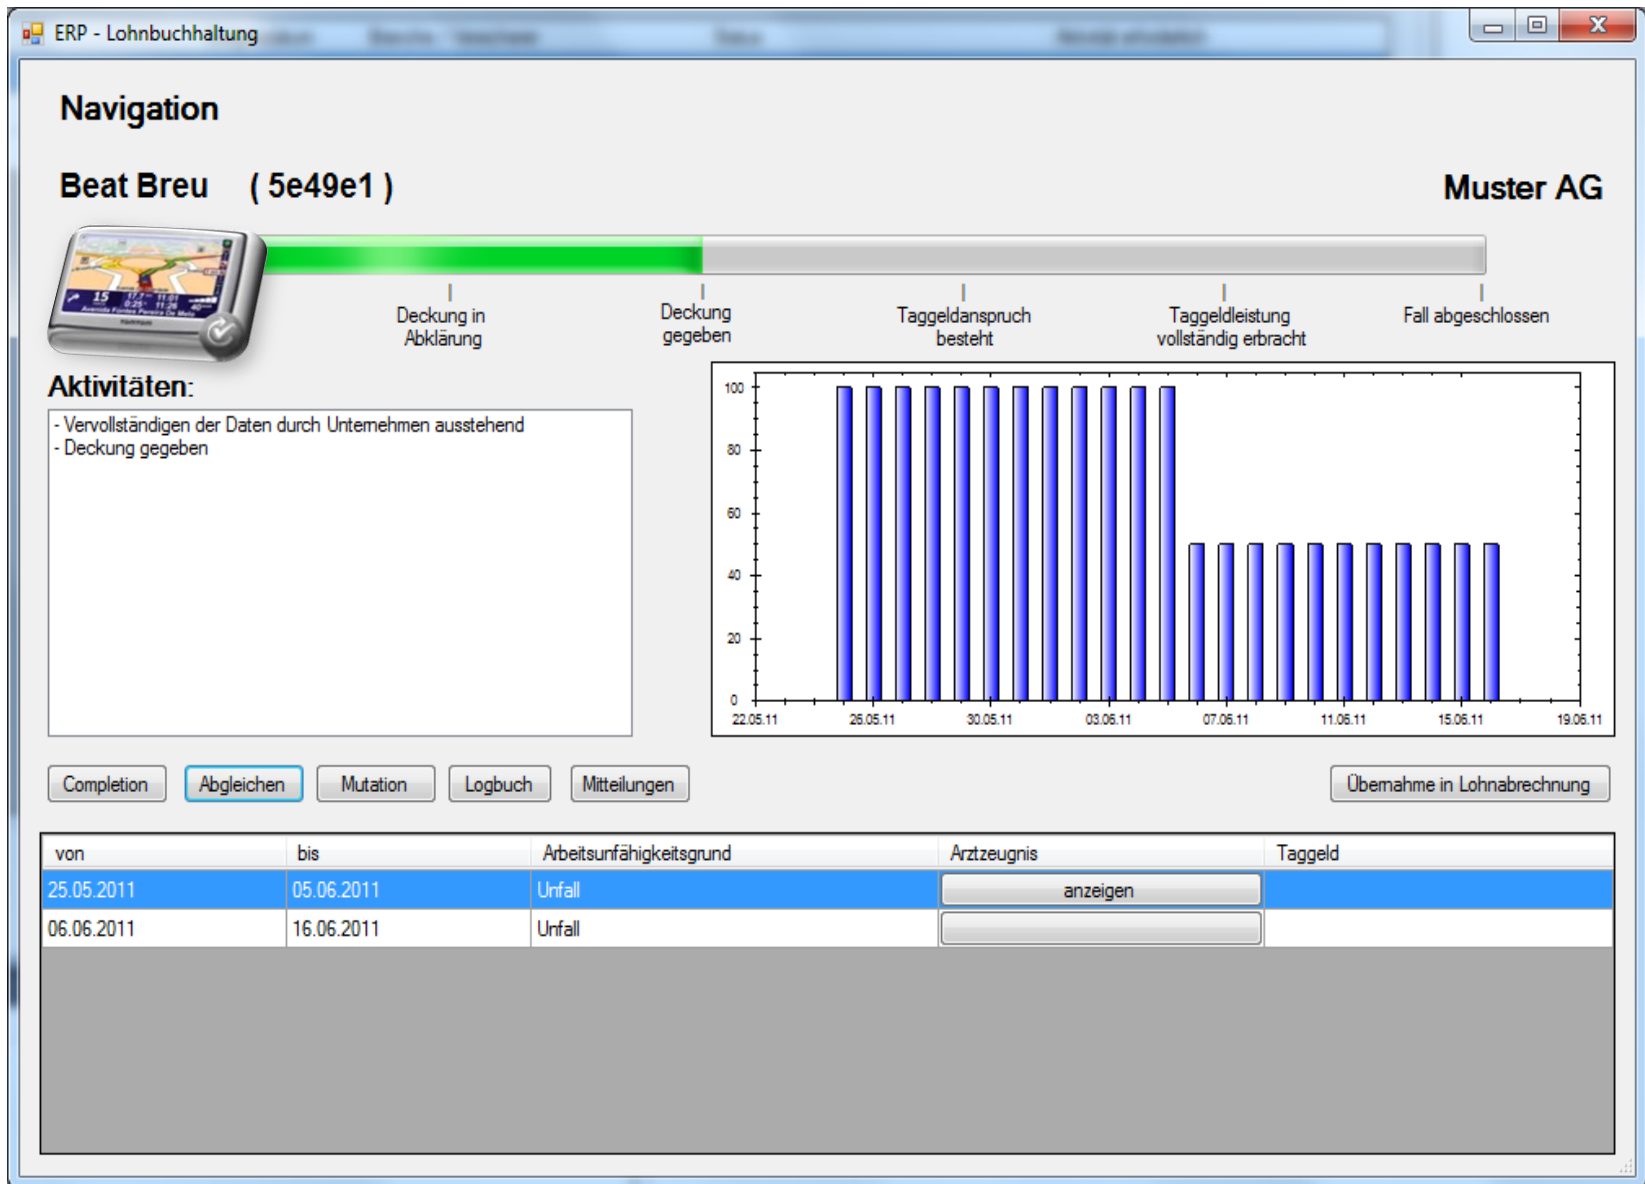 ERP - Lohnbuchhaltung
Navigation
Beat Breu ( 5e49e1 )
Muster AG
Deckung in
Abklärung
Deckung
gegeben
Taggeldanspruch
besteht
Taggeldleistung
vollständig erbracht
Fall abgeschlossen
Aktivitäten:
- Vervollständigen der Daten durch Unternehmen ausstehend
- Deckung gegeben
100
80
60
40
20
0
22.05.11 26.05.11 30.05.11 03.06.11 07.06.11 11.06.11 15.06.11 19.06.11
Completion Abgleichen Mutation Logbuch Mitteilungen Übernahme in Lohnabrechnung
von bis Arbeitsunfähigkeitsgrund Arztzeugnis Taggeld
25.05.2011 05.06.2011 Unfall anzeigen
06.06.2011 16.06.2011 Unfall